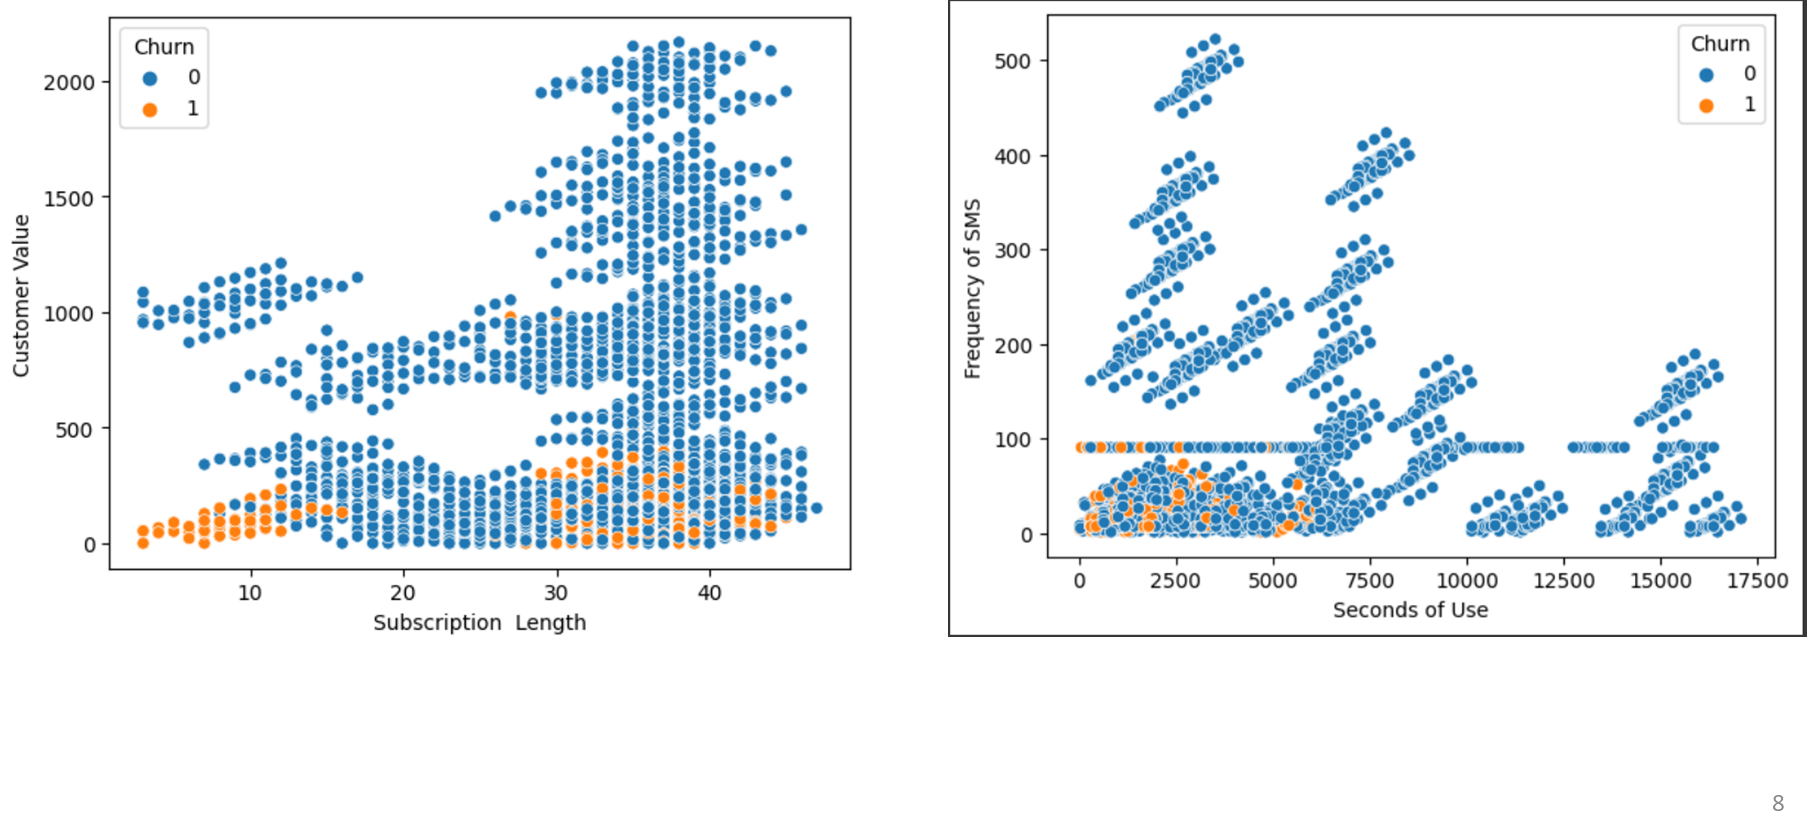 Churn
0
1
2000
1500
1000
500
0
Customer Value
10 20 30 40
Subscription Length
Churn
0
1
500
400
300
200
100
0
Frequency of SMS
0 2500 5000 7500 10000 12500 15000 17500
Seconds of Use
8